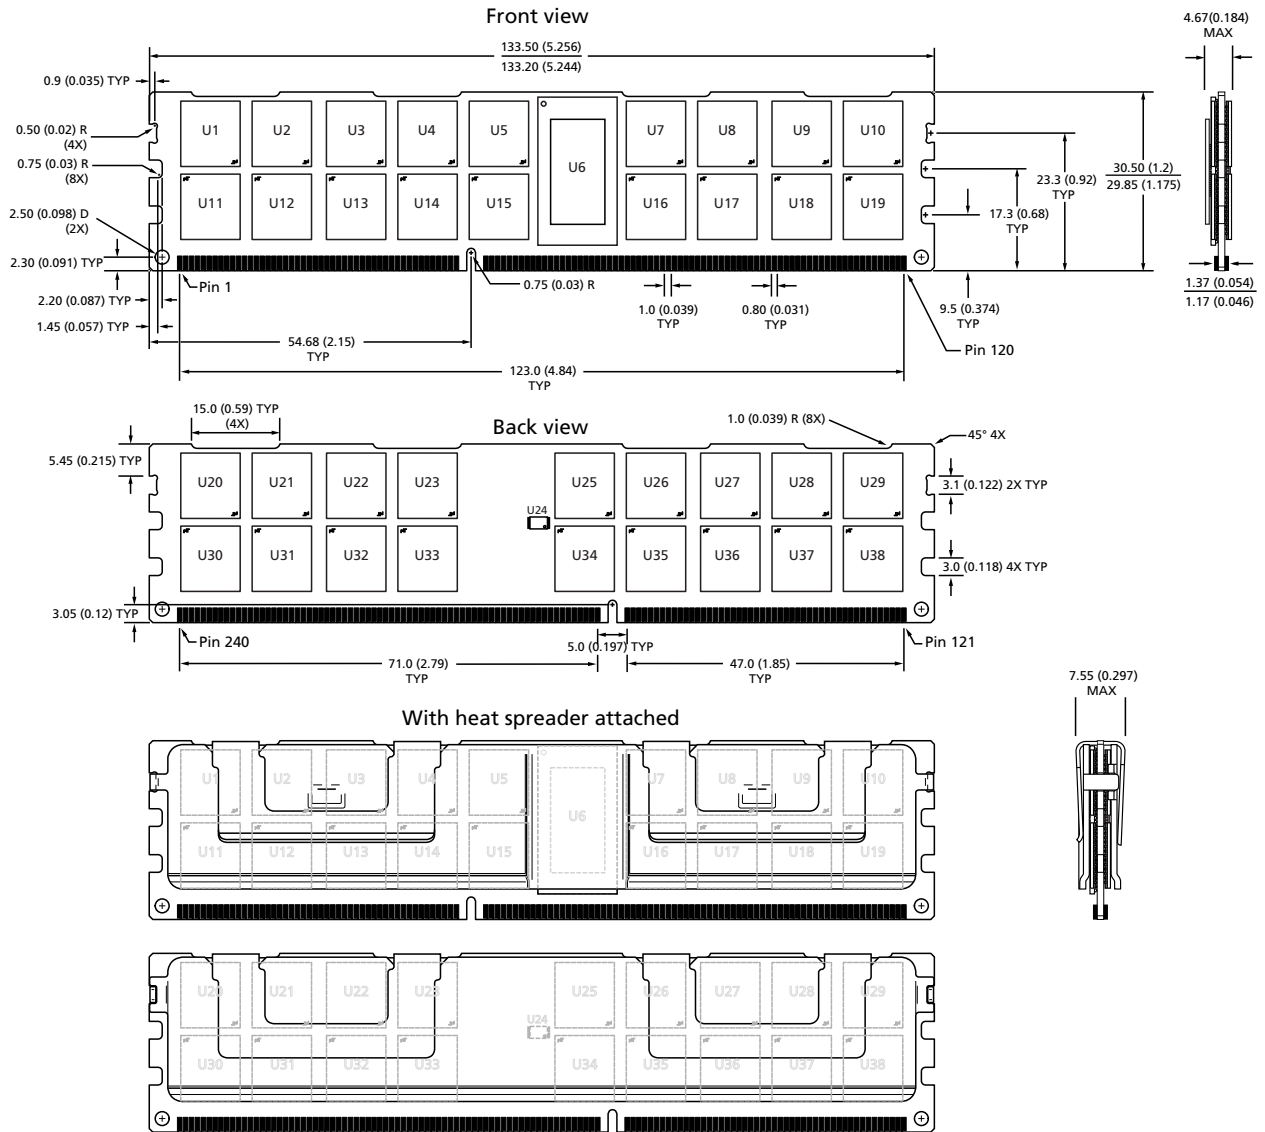 Front view
4.67(0.184)
MAX
133.50 (5.256)
133.20 (5.244)
0.9 (0.035) TYP
0.50 (0.02) R
(4X)
0.75 (0.03) R
(8X)
2.50 (0.098) D
(2X)
2.30 (0.091) TYP
2.20 (0.087) TYP
1.45 (0.057) TYP
U1 U2 U3 U4 U5 U6 U7 U8 U9 U10
U11 U12 U13 U14 U15 U16 U17 U18 U19
23.3 (0.92)
TYP
17.3 (0.68)
TYP
30.50 (1.2)
29.85 (1.175)
Pin 1
0.75 (0.03) R
1.0 (0.039)
TYP
0.80 (0.031)
TYP
9.5 (0.374)
TYP
1.37 (0.054)
1.17 (0.046)
54.68 (2.15)
TYP
Pin 120
123.0 (4.84)
TYP
Back view
15.0 (0.59) TYP
(4X)
1.0 (0.039) R (8X)
45° 4X
5.45 (0.215) TYP
3.1 (0.122) 2X TYP
U20 U21 U22 U23 U24 U25 U26 U27 U28 U29
U30 U31 U32 U33 U34 U35 U36 U37 U38
3.0 (0.118) 4X TYP
3.05 (0.12) TYP
Pin 240
5.0 (0.197) TYP
Pin 121
71.0 (2.79)
TYP
47.0 (1.85)
TYP
7.55 (0.297)
MAX
With heat spreader attached
U1 U2 U3 U4 U5 U6 U7 U8 U9 U10
U11 U12 U13 U14 U15 U16 U17 U18 U19
U20 U21 U22 U23 U24 U25 U26 U27 U28 U29
U30 U31 U32 U33 U34 U35 U36 U37 U38